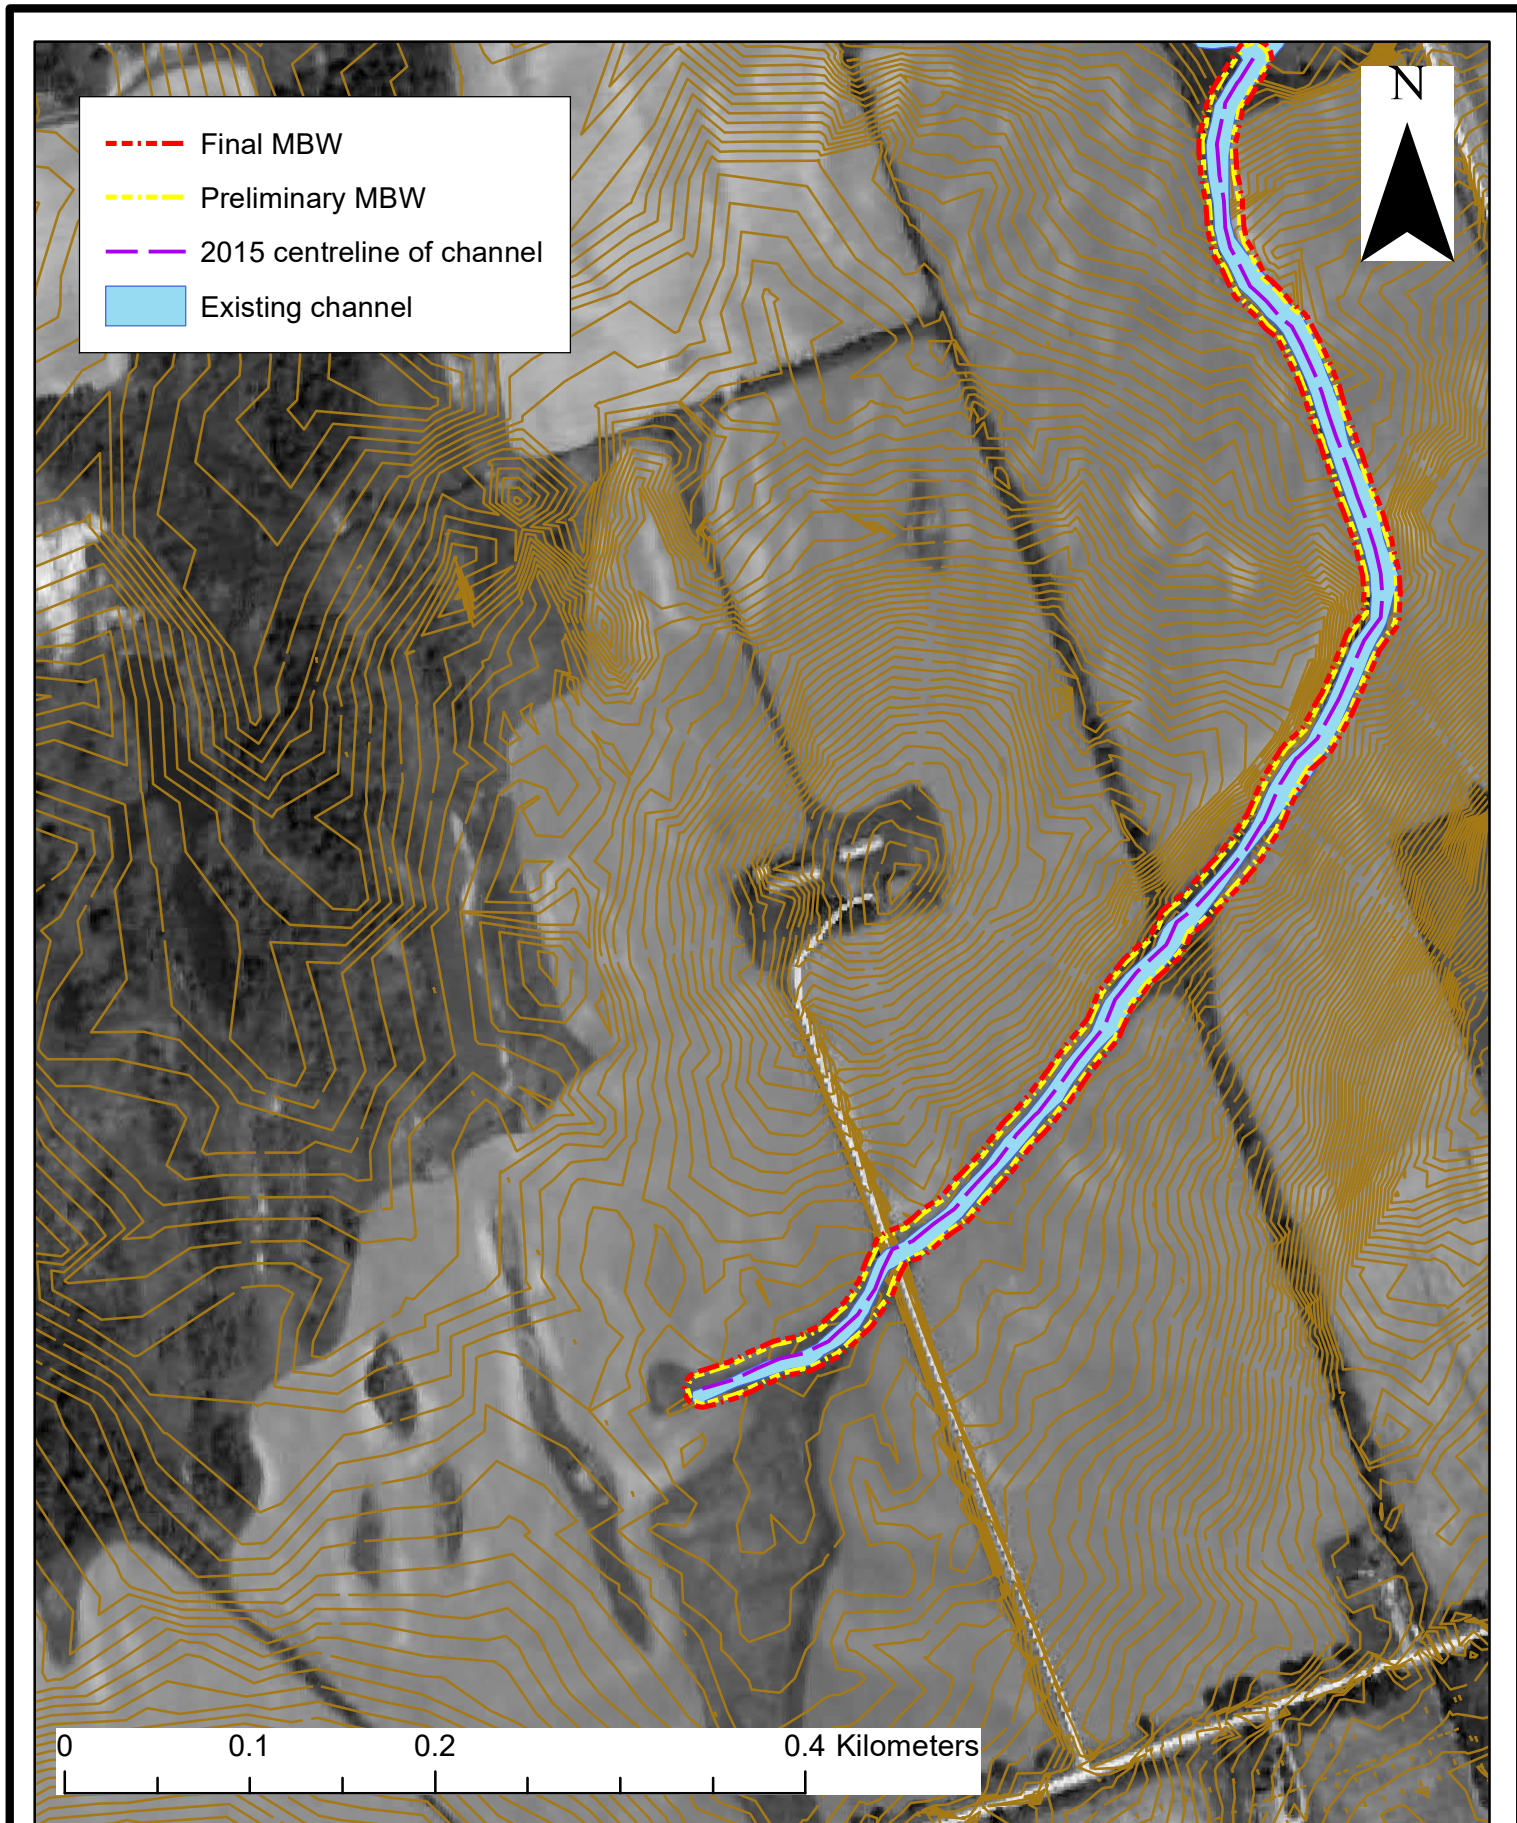 N
Final MBW
Preliminary MBW
2015 centreline of channel
Existing channel
0 0.1 0.2 0.4 Kilometers